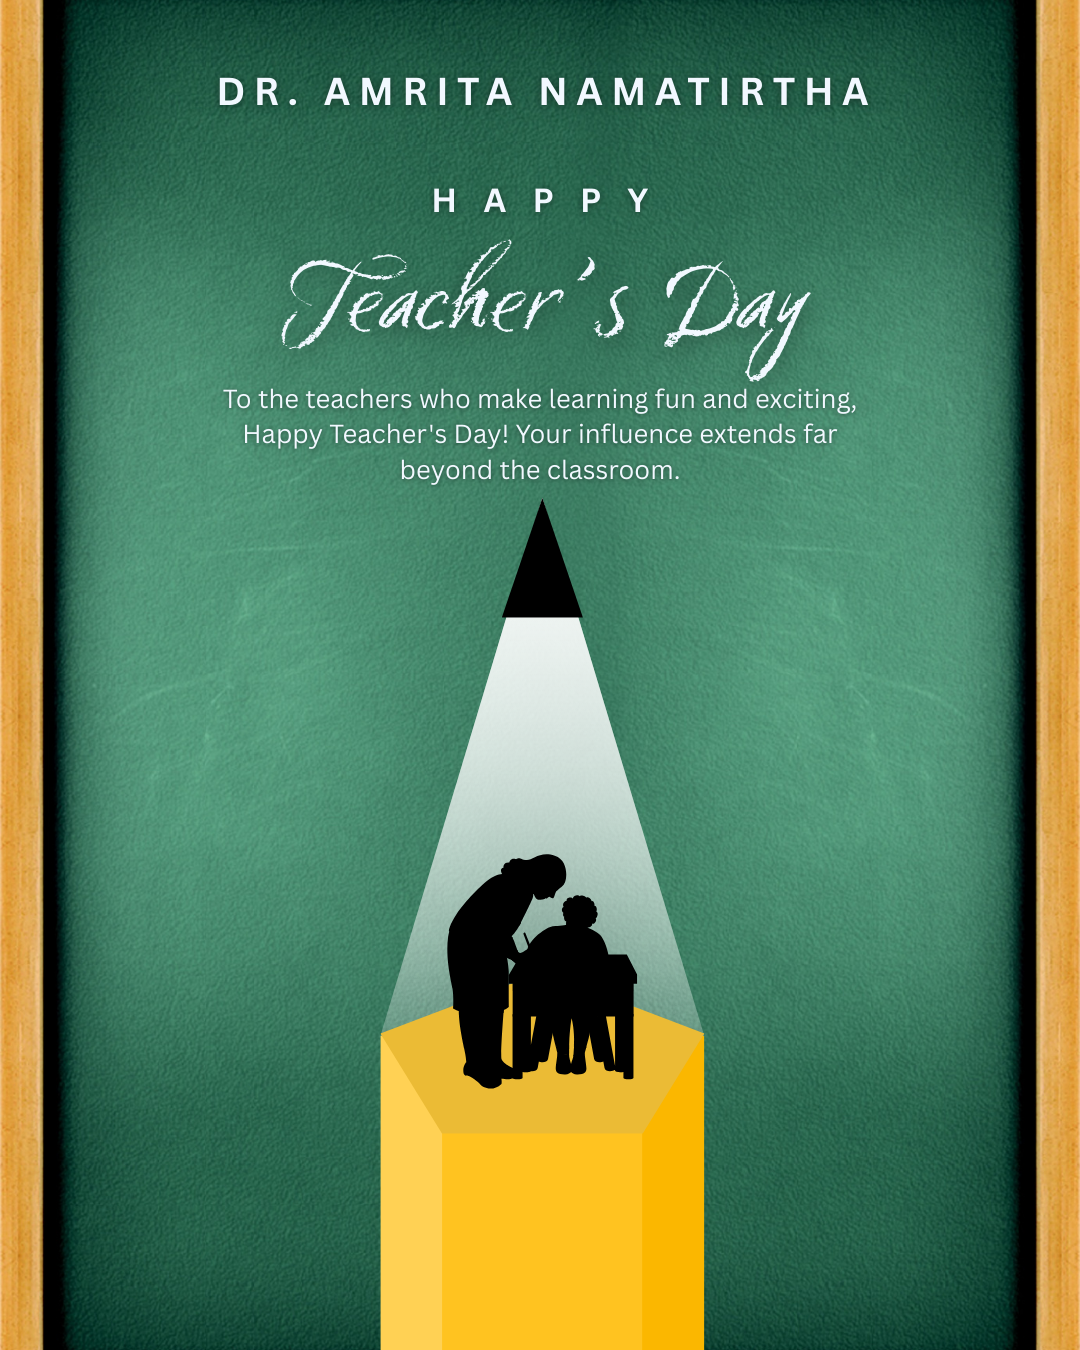 DR. AMRITA NAMATIRTHA
HAPPY
Teacher's Day
To the teachers who make learning fun and exciting,
Happy Teacher's Day! Your influence extends far
beyond the classroom.